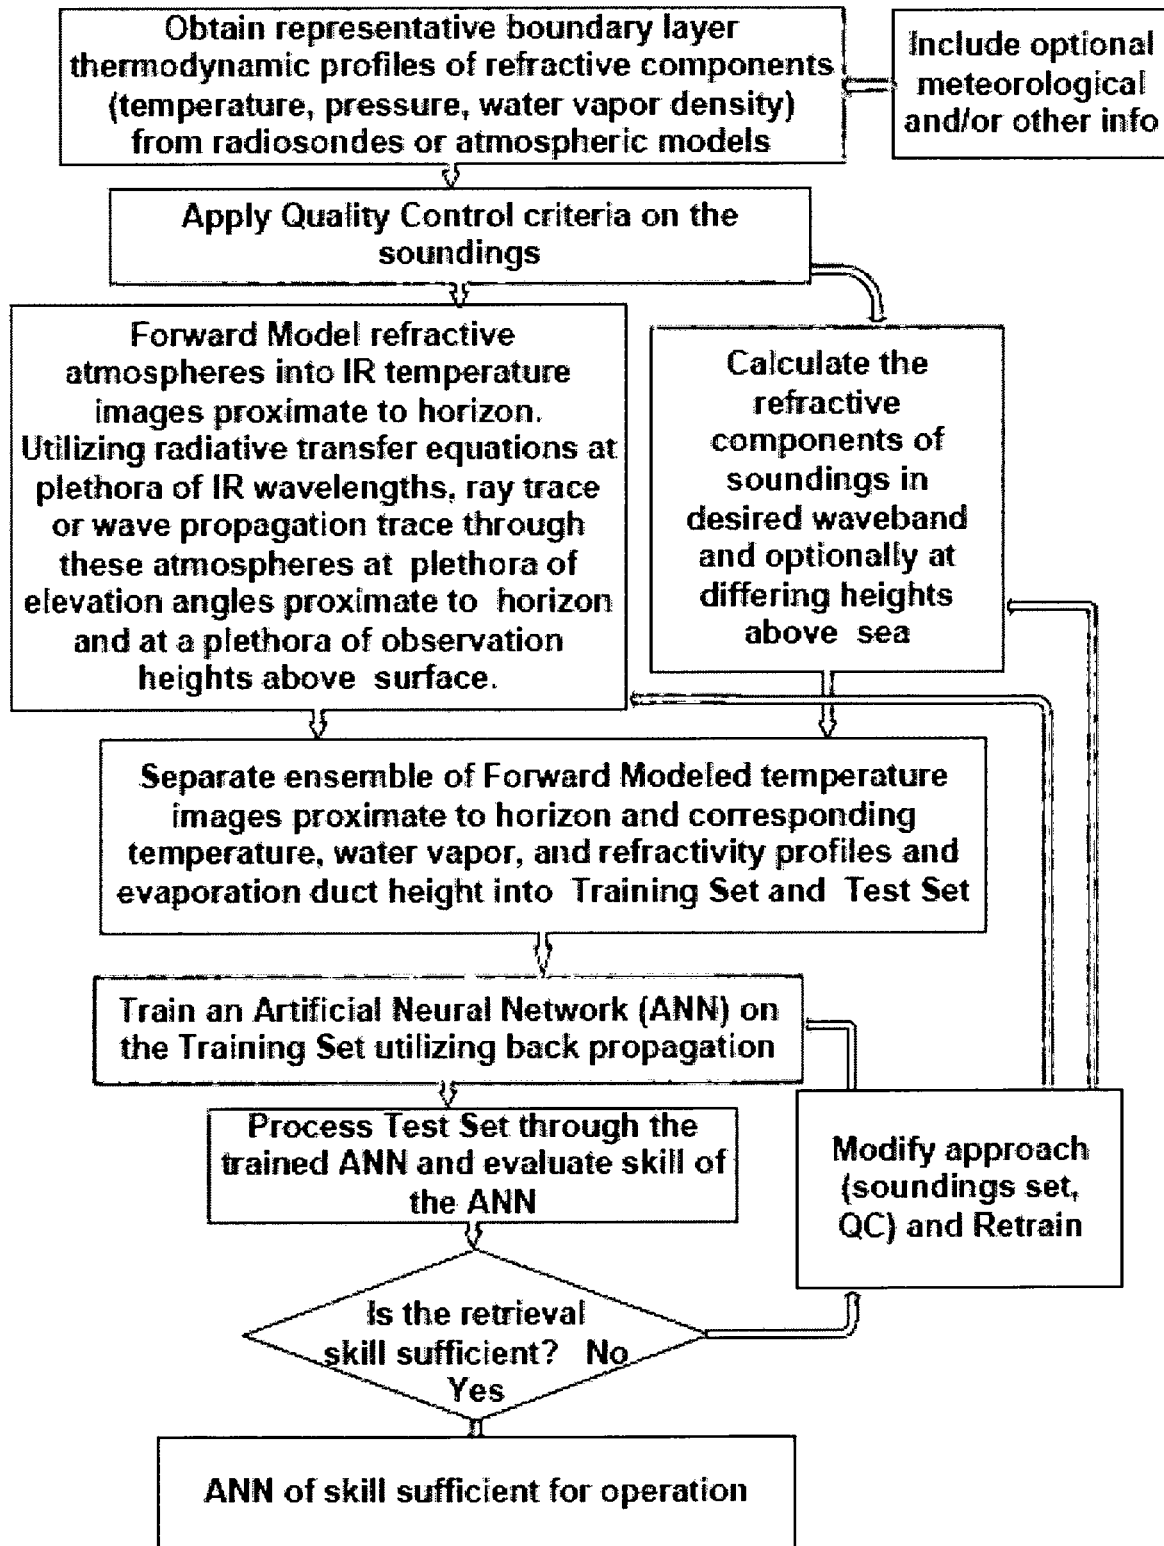 Obtain representative boundary layer
thermodynamic profiles of refractive components
(temperature, pressure, water vapor density)
from radiosondes or atmospheric models
Include optional
meteorological
and/or other info
Apply Quality Control criteria on the
soundings
Forward Model refractive
atmospheres into IR temperature
images proximate to horizon.
Utilizing radiative transfer equations at
plethora of IR wavelengths, ray trace
or wave propagation trace through
these atmospheres at plethora of
elevation angles proximate to horizon
and at a plethora of observation
heights above surface.
Calculate the
refractive
components of
soundings in
desired waveband
and optionally at
differing heights
above sea
Separate ensemble of Forward Modeled temperature
images proximate to horizon and corresponding
temperature, water vapor, and refractivity profiles and
evaporation duct height into Training Set and Test Set
Train an Artificial Neural Network (ANN) on
the Training Set utilizing back propagation
Process Test Set through the
trained ANN and evaluate skill of
the ANN
Modify approach
(soundings set,
QC) and Retrain
Is the retrieval
skill sufficient? No
Yes
ANN of skill sufficient for operation